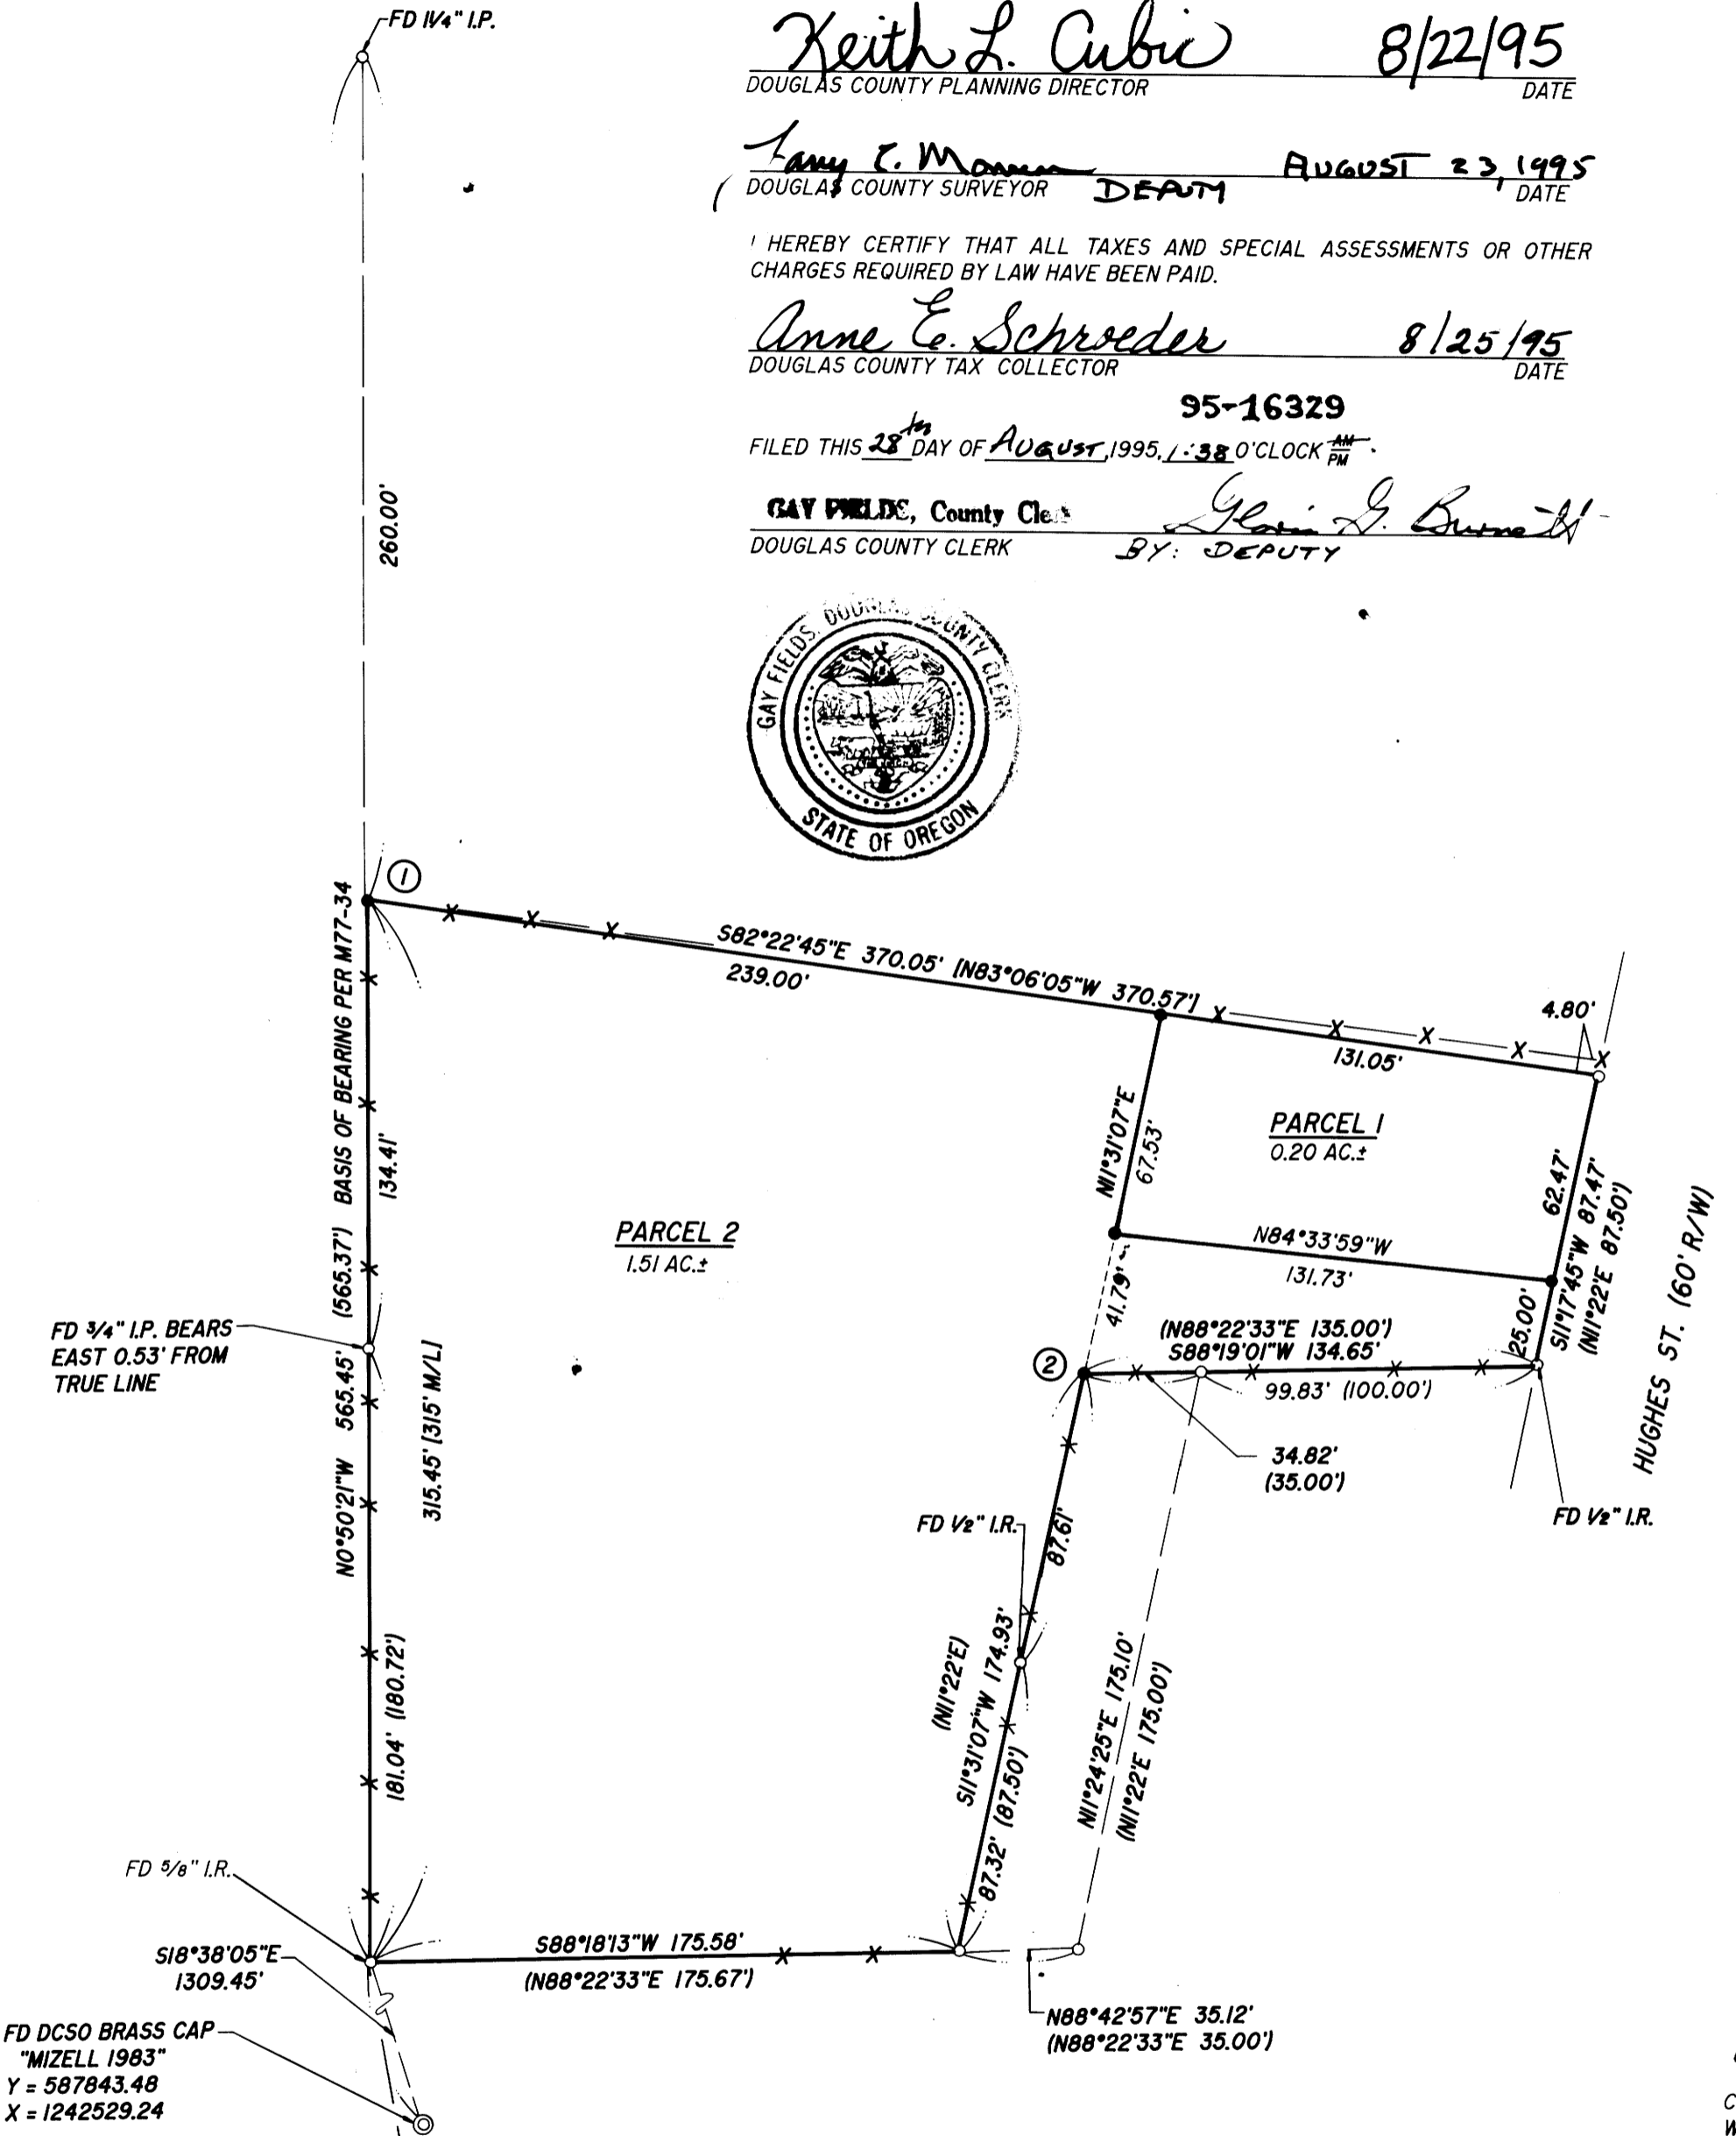 FD 1¼" I.P.
Keith L. Cubic 8/22/95
DOUGLAS COUNTY PLANNING DIRECTOR DATE
AUGUST 23, 1995
DOUGLAS COUNTY SURVEYOR DEPUTY DATE
I HEREBY CERTIFY THAT ALL TAXES AND SPECIAL ASSESSMENTS OR OTHER
CHARGES REQUIRED BY LAW HAVE BEEN PAID.
Anne E. Schroeder 8/25/95
DOUGLAS COUNTY TAX COLLECTOR DATE
95-16329
FILED THIS 28th DAY OF AUGUST, 1995, 1:38 O'CLOCK AM PM.
GAY FIELDS, County Clerk
DOUGLAS COUNTY CLERK BY: DEPUTY
GAY FIELDS, DOUGLAS COUNTY CLERK
STATE OF OREGON
260.00'
1
S82°22'45"E 370.05' [N83°06'05"W 370.57']
239.00'
4.80'
131.05'
N11°31'07"E
67.53'
PARCEL 1
0.20 AC.±
62.47'
S11°17'45"W 87.47'
(N11°22'E 87.50')
HUGHES ST. (60' R/W)
N84°33'59"W
131.73'
41.79'
25.00'
(N88°22'33"E 135.00')
S88°19'01"W 134.65'
2
99.83' (100.00')
34.82'
(35.00')
FD ½" I.R.
PARCEL 2
1.51 AC.±
N0°50'21"W 565.45' (565.37') BASIS OF BEARING PER M77-34
134.41'
315.45' [315' M/L]
FD ¾" I.P. BEARS
EAST 0.53' FROM
TRUE LINE
181.04' (180.72')
FD ½" I.R.
87.61'
(N11°22'E)
S11°31'07"W 174.93'
87.32' (87.50')
N11°24'25"E 175.10'
(N11°22'E 175.00')
FD 5/8" I.R.
S18°38'05"E
1309.45'
S88°18'13"W 175.58'
(N88°22'33"E 175.67')
N88°42'57"E 35.12'
(N88°22'33"E 35.00')
FD DCSO BRASS CAP
"MIZELL 1983"
Y = 587843.48
X = 1242529.24